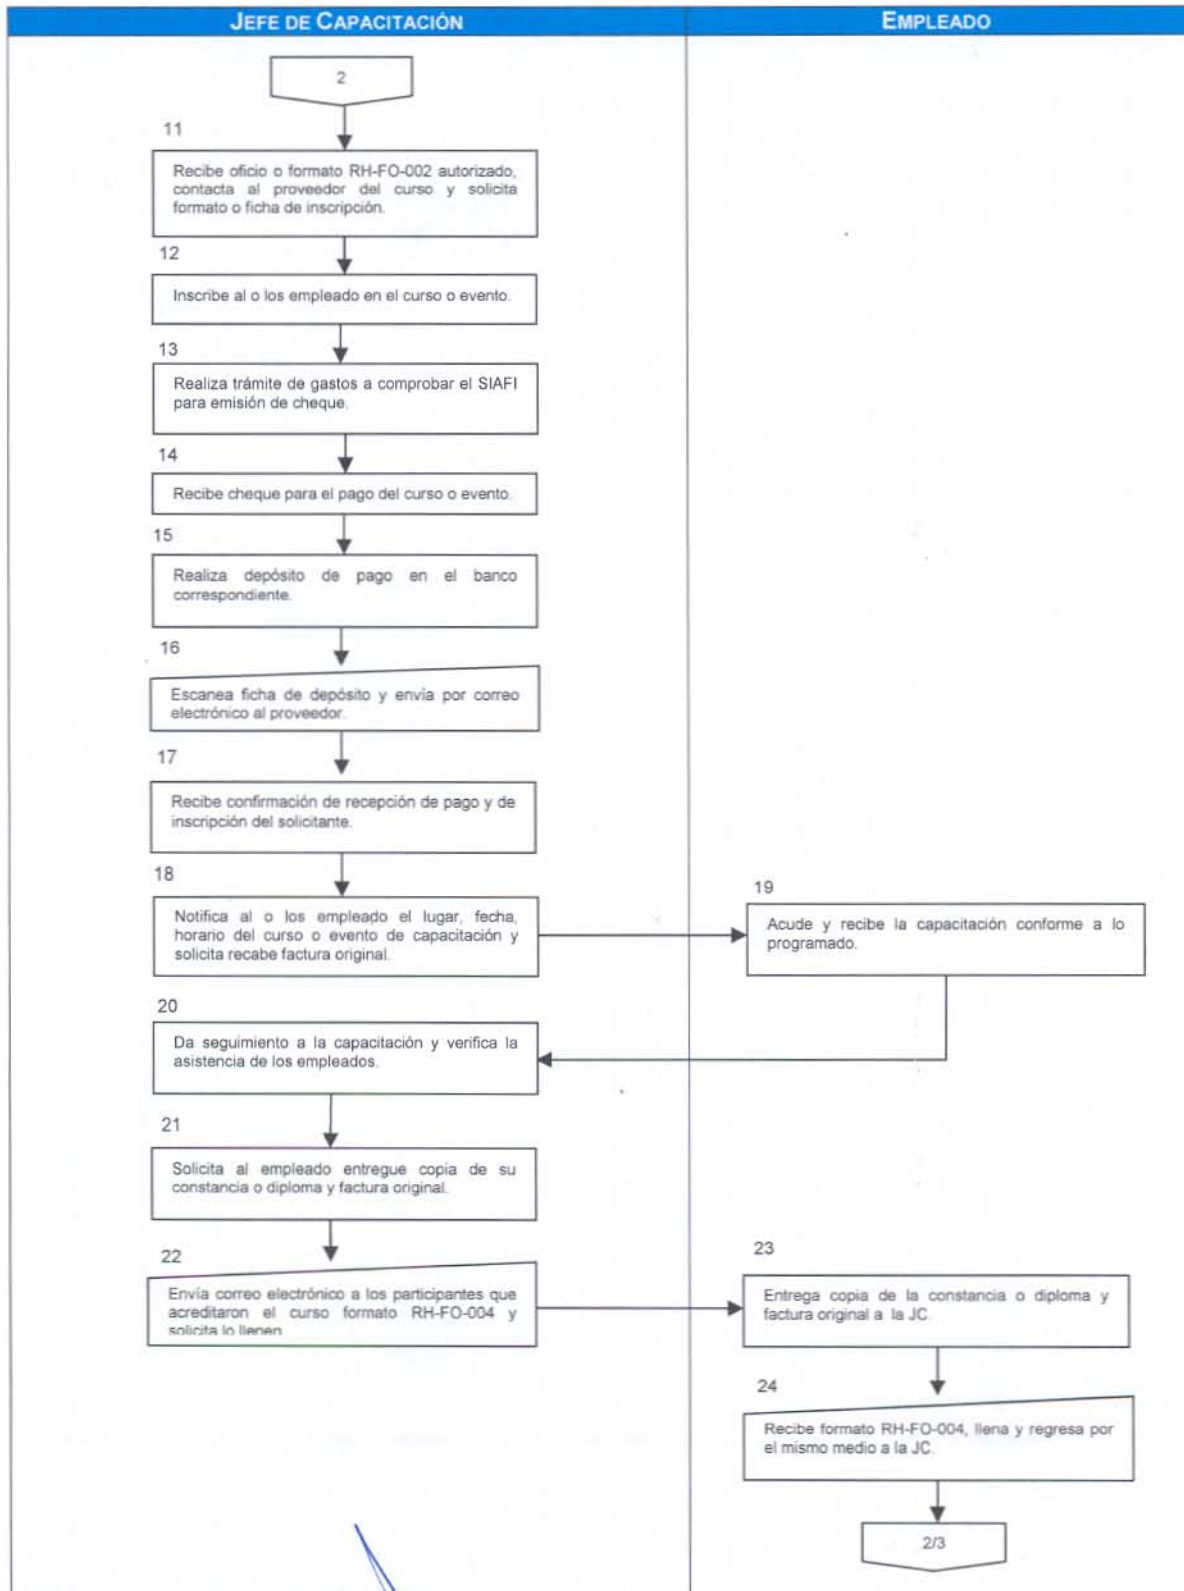 JEFE DE CAPACITACIÓN
EMPLEADO
2
11
Recibe oficio o formato RH-FO-002 autorizado,
contacta al proveedor del curso y solicita
formato o ficha de inscripción.
12
Inscribe al o los empleado en el curso o evento.
13
Realiza trámite de gastos a comprobar el SIAFI
para emisión de cheque.
14
Recibe cheque para el pago del curso o evento.
15
Realiza depósito de pago en el banco
correspondiente.
16
Escanea ficha de depósito y envía por correo
electrónico al proveedor.
17
Recibe confirmación de recepción de pago y de
inscripción del solicitante.
18
Notifica al o los empleado el lugar, fecha,
horario del curso o evento de capacitación y
solicita recabe factura original.
19
Acude y recibe la capacitación conforme a lo
programado.
20
Da seguimiento a la capacitación y verifica la
asistencia de los empleados.
21
Solicita al empleado entregue copia de su
constancia o diploma y factura original.
22
Envía correo electrónico a los participantes que
acreditaron el curso formato RH-FO-004 y
solicita lo llenen
23
Entrega copia de la constancia o diploma y
factura original a la JC.
24
Recibe formato RH-FO-004, llena y regresa por
el mismo medio a la JC.
2/3